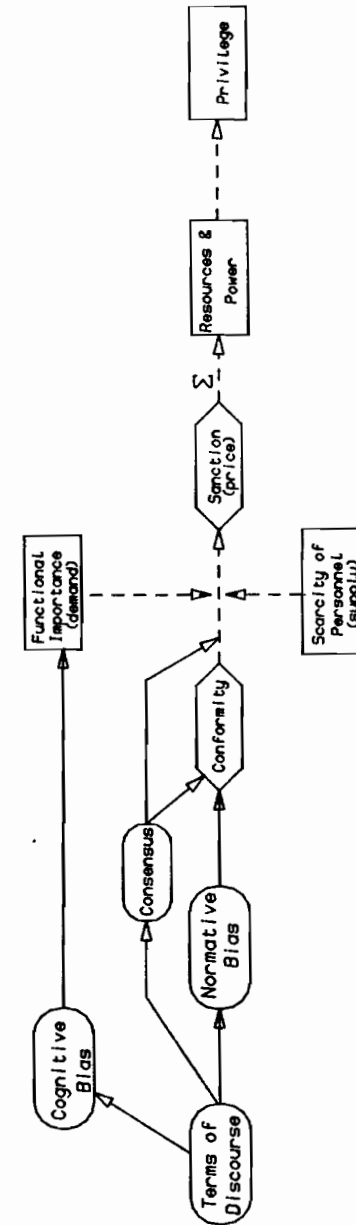 Cognitive
Bias
Functional
Importance
(demand)
Terms of
Discourse
Consensus
Normative
Bias
Conformity
Sanction
(price)
Σ
Resources &
Power
Privilege
Scarcity of
Personnel
(supply)